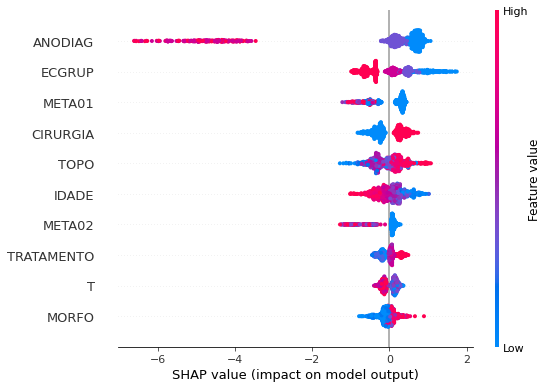 High
ANODIAG
ECGRUP
META01
CIRURGIA
TOPO
IDADE
META02
TRATAMENTO
T
MORFO
Feature value
Low
−6 −4 −2 0 2
SHAP value (impact on model output)